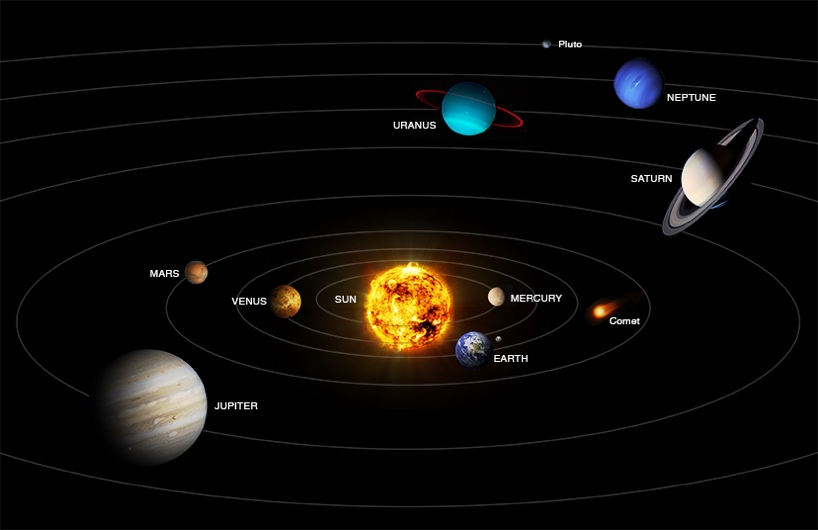 Pluto
NEPTUNE
URANUS
SATURN
MARS
VENUS
SUN
MERCURY
Comet
EARTH
JUPITER